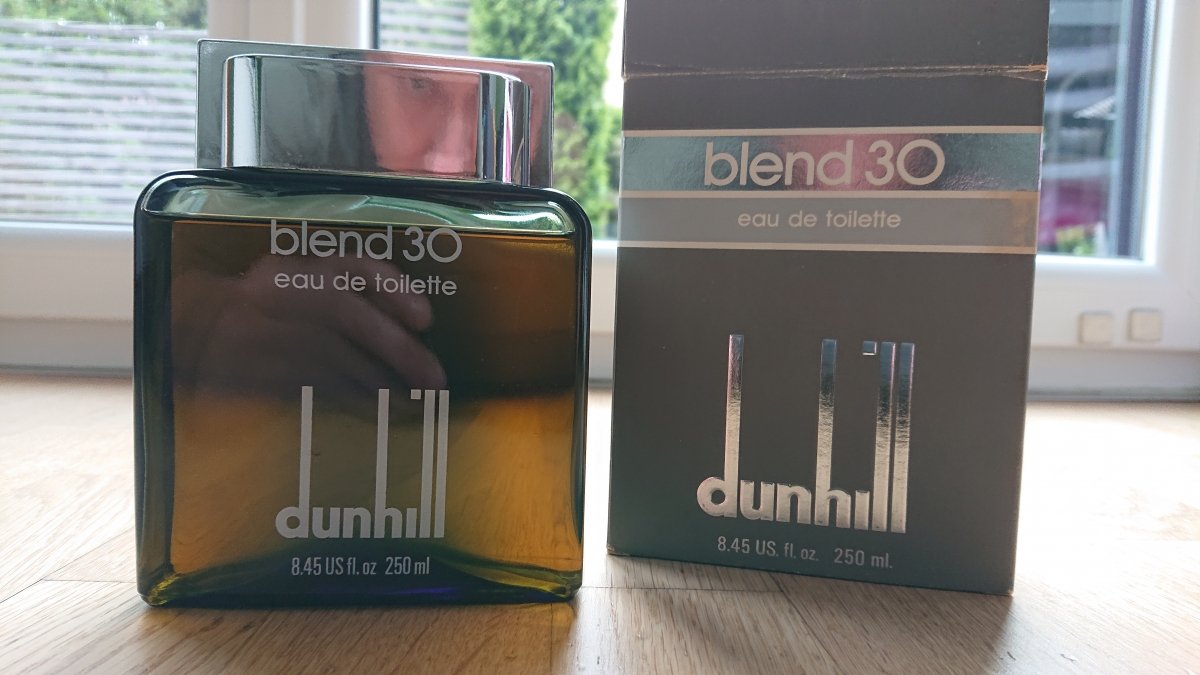 blend 30
eau de toilette
dunhill
8.45 US fl. oz 250 ml
blend 30
eau de toilette
dunhill
8.45 US. fl. oz. 250 ml.